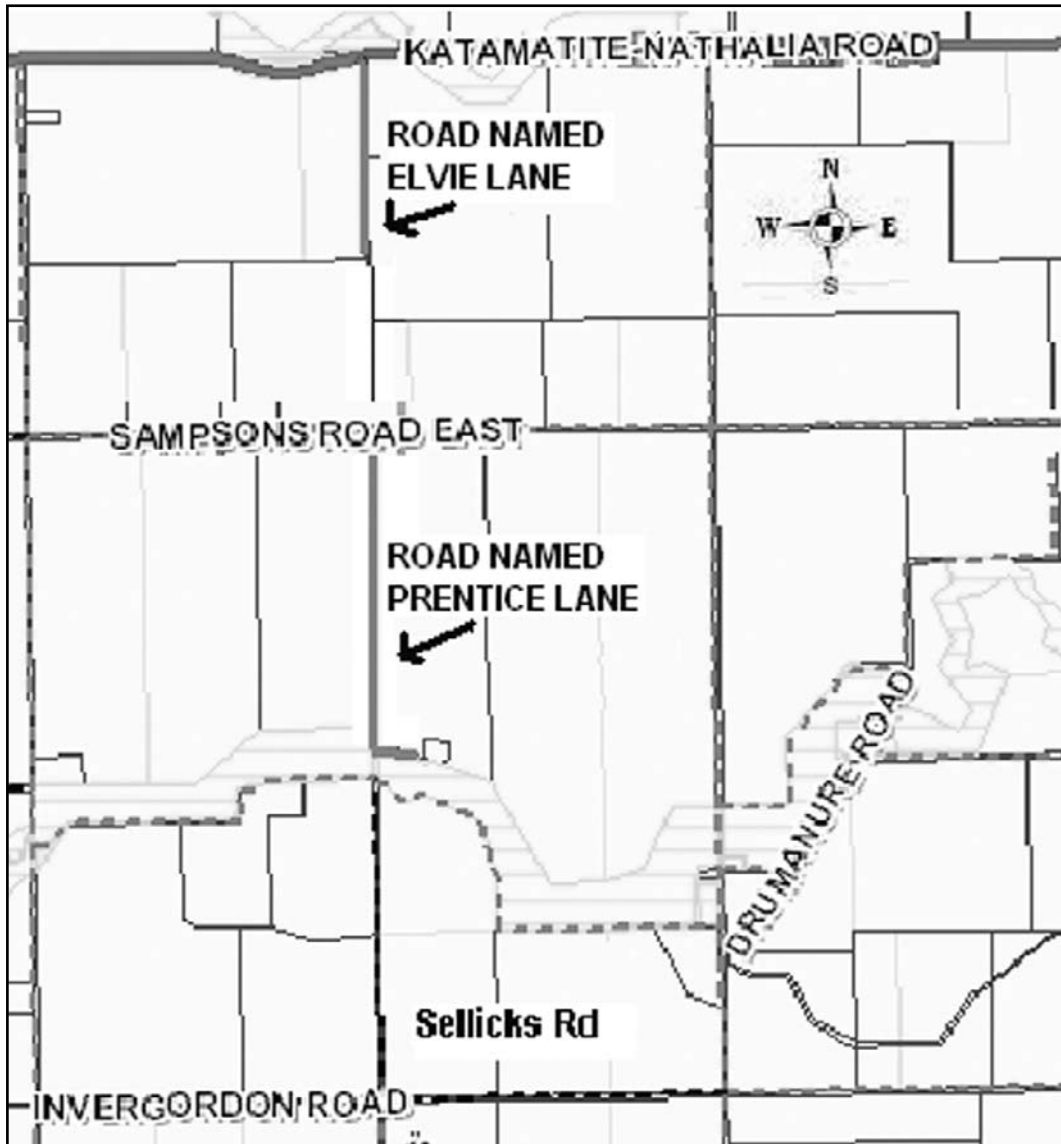 KATAMATITE-NATHALIA ROAD
ROAD NAMED
ELVIE LANE
N
W E
S
SAMPSONS ROAD EAST
ROAD NAMED
PRENTICE LANE
DRUMANURE ROAD
Sellicks Rd
INVERGORDON ROAD